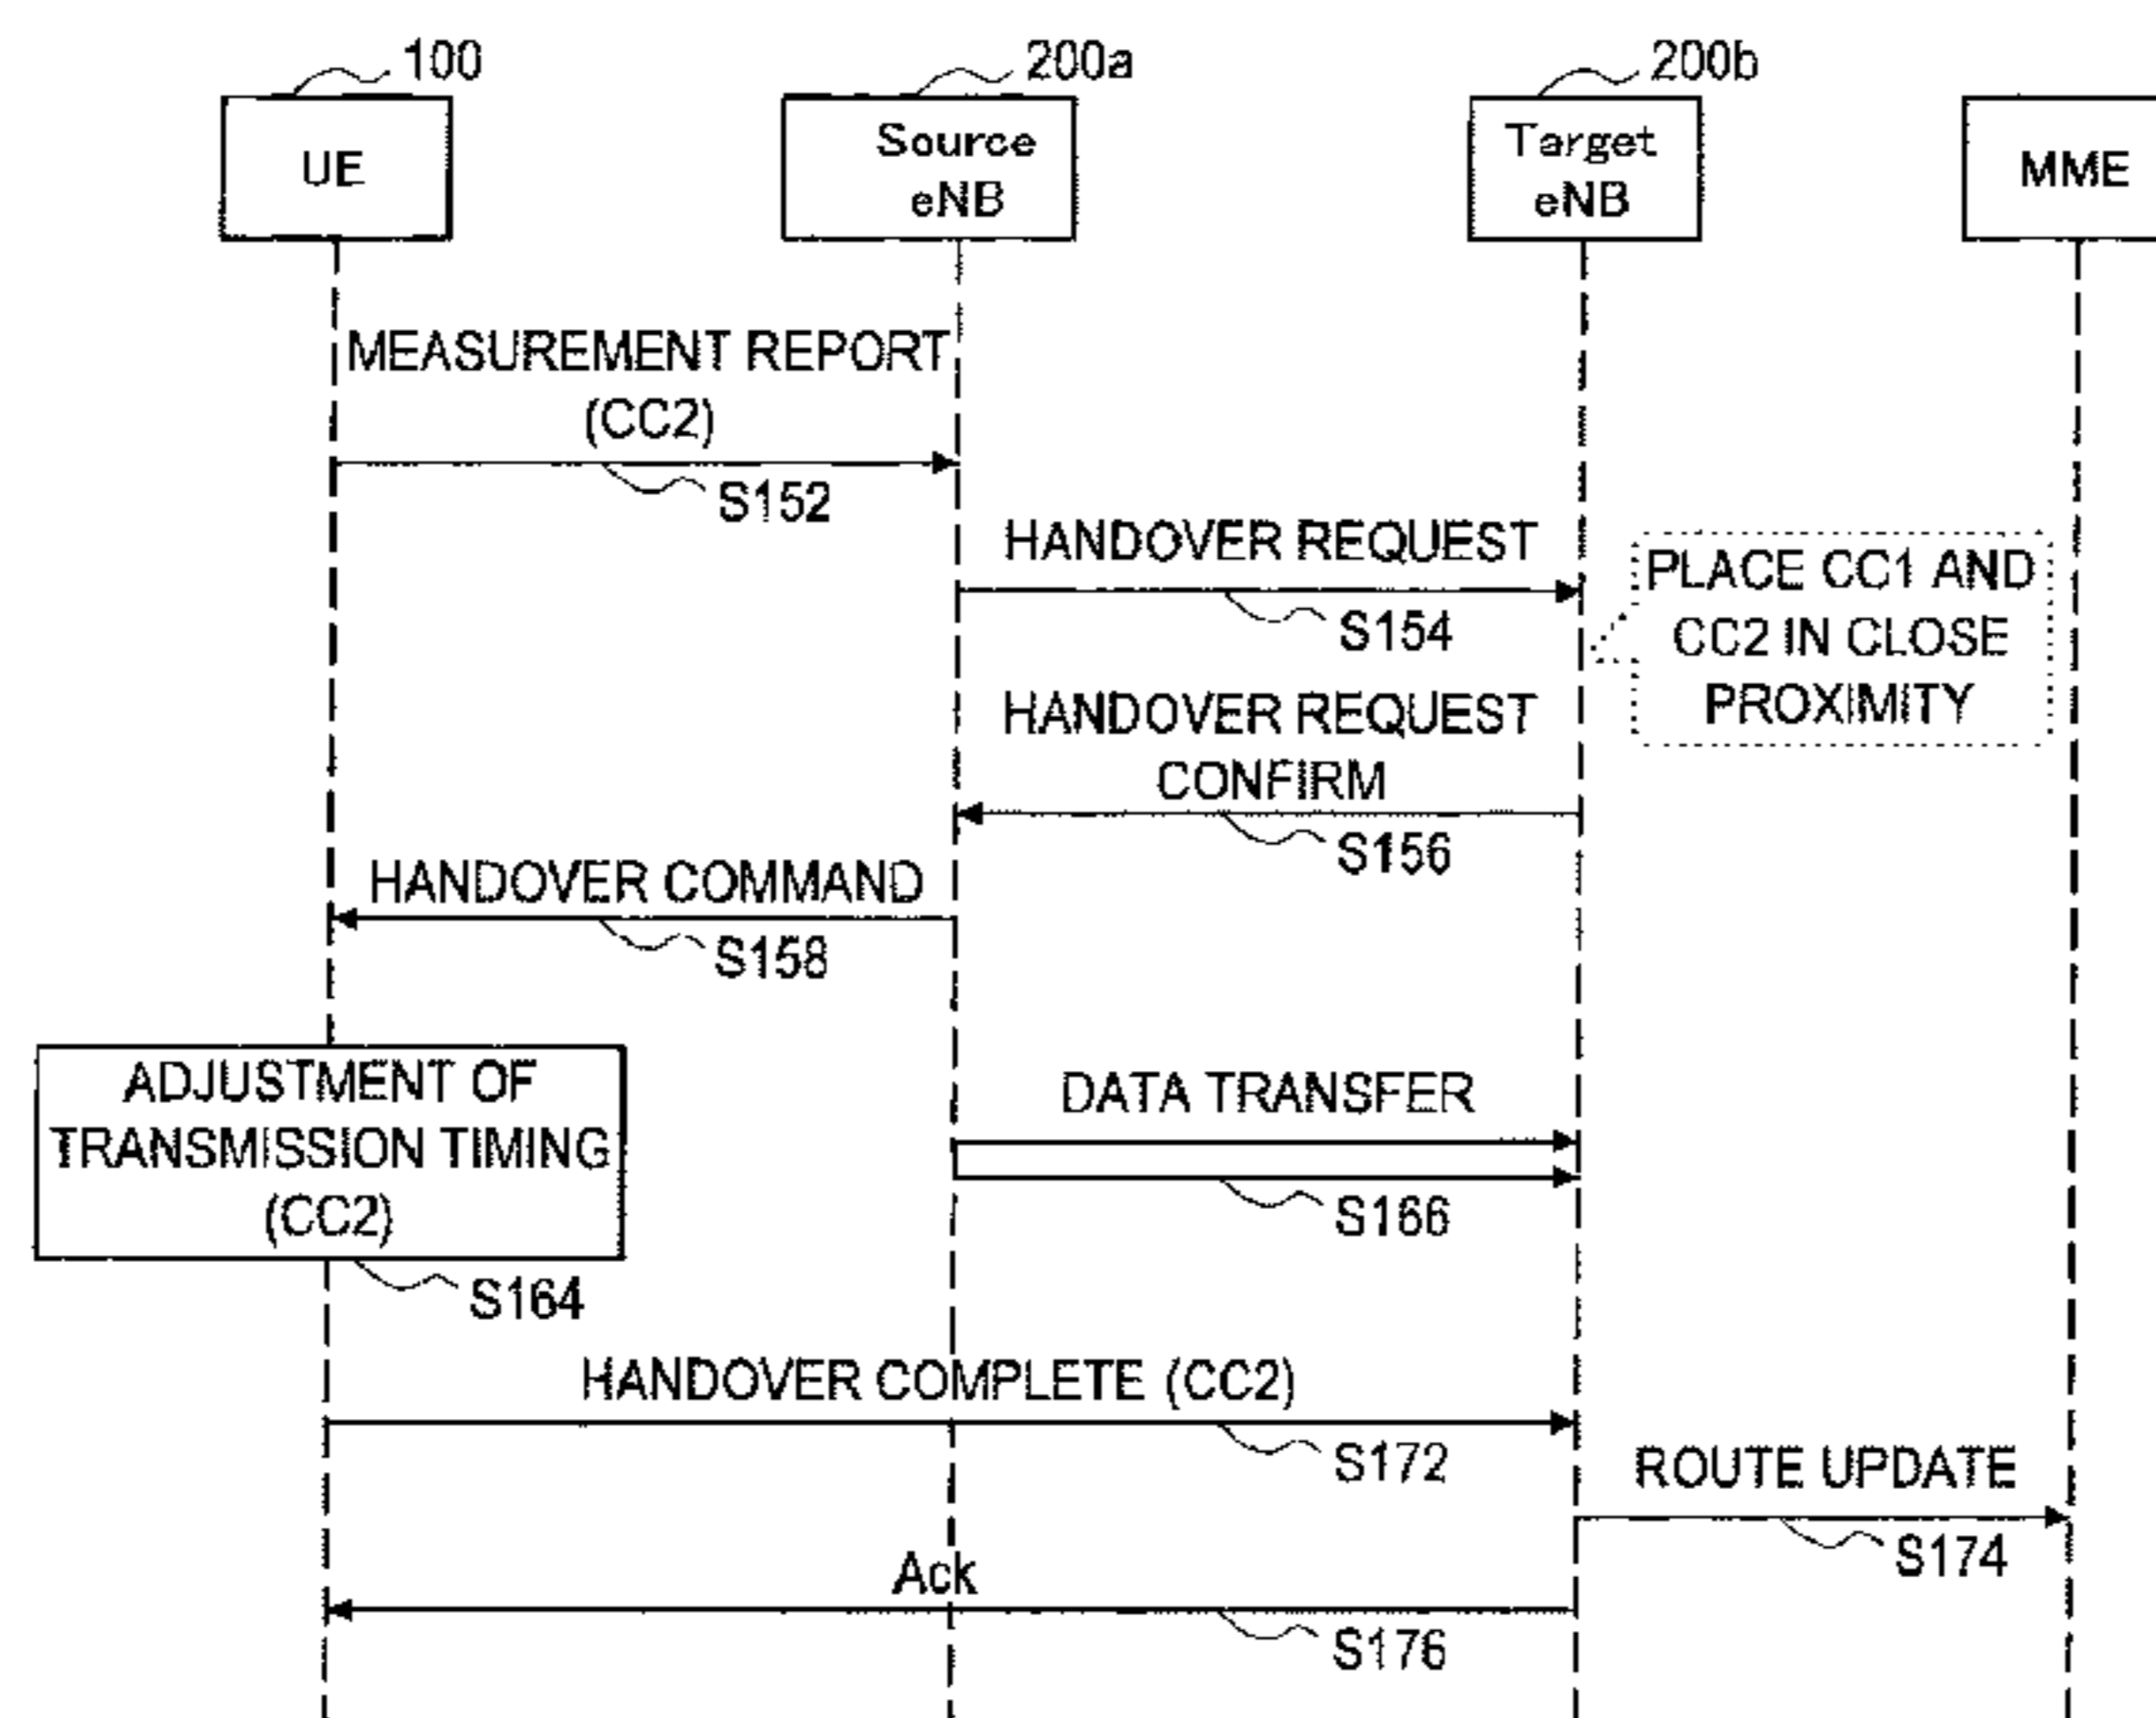 100
200a
200b
UE
Source
eNB
Target
eNB
MME
MEASUREMENT REPORT
(CC2)
S152
HANDOVER REQUEST
S154
PLACE CC1 AND
CC2 IN CLOSE
PROXIMITY
HANDOVER REQUEST
CONFIRM
S156
HANDOVER COMMAND
S158
ADJUSTMENT OF
TRANSMISSION TIMING
(CC2)
S164
DATA TRANSFER
S166
HANDOVER COMPLETE (CC2)
S172
ROUTE UPDATE
S174
Ack
S176